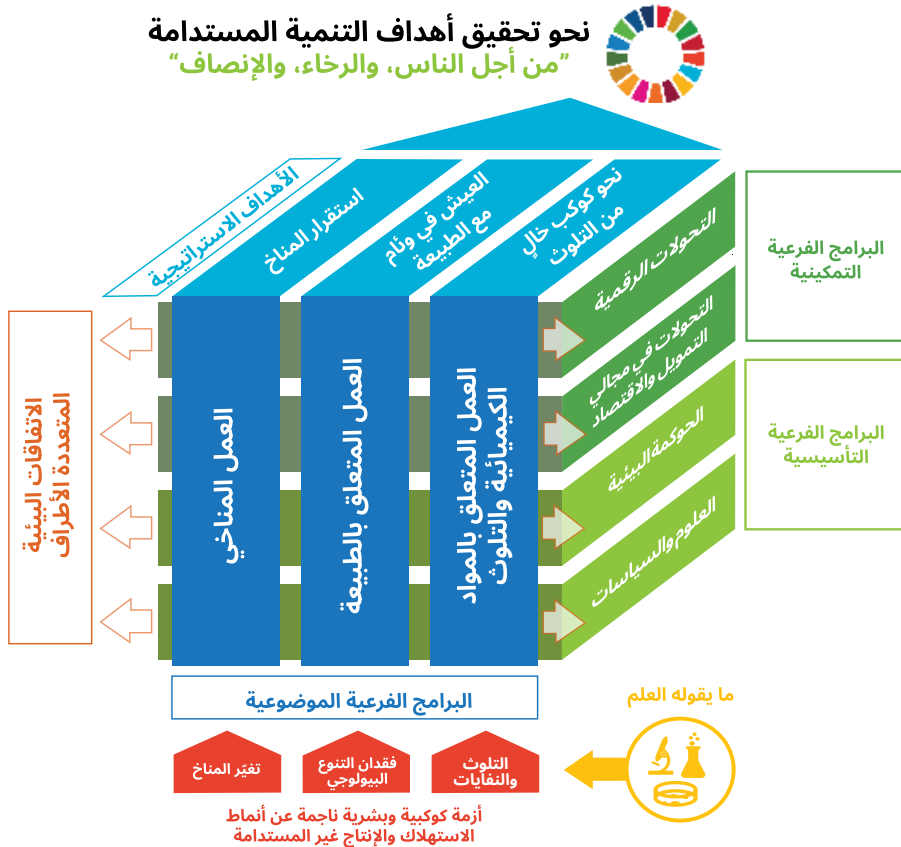 نحو تحقيق أهداف التنمية المستدامة
”من أجل الناس، والرخاء، والإنصاف“
الأهداف الاستراتيجية
نحو كوكب خالٍ
من التلوث
العيش في وئام
مع الطبيعة
استقرار المناخ
البرامج الفرعية
التمكينية
التحولات الرقمية
التحولات في مجالي
التمويل والاقتصاد
البرامج الفرعية
التأسيسية
الحوكمة البيئية
العلوم والسياسات
العمل المتعلق بالمواد
الكيميائية والتلوث
العمل المتعلق بالطبيعة
العمل المناخي
الاتفاقات البيئية
المتعددة الأطراف
البرامج الفرعية الموضوعية
ما يقوله العلم
التلوث
والنفايات
فقدان التنوع
البيولوجي
تغيّر المناخ
أزمة كوكبية وبشرية ناجمة عن أنماط
الاستهلاك والإنتاج غير المستدامة